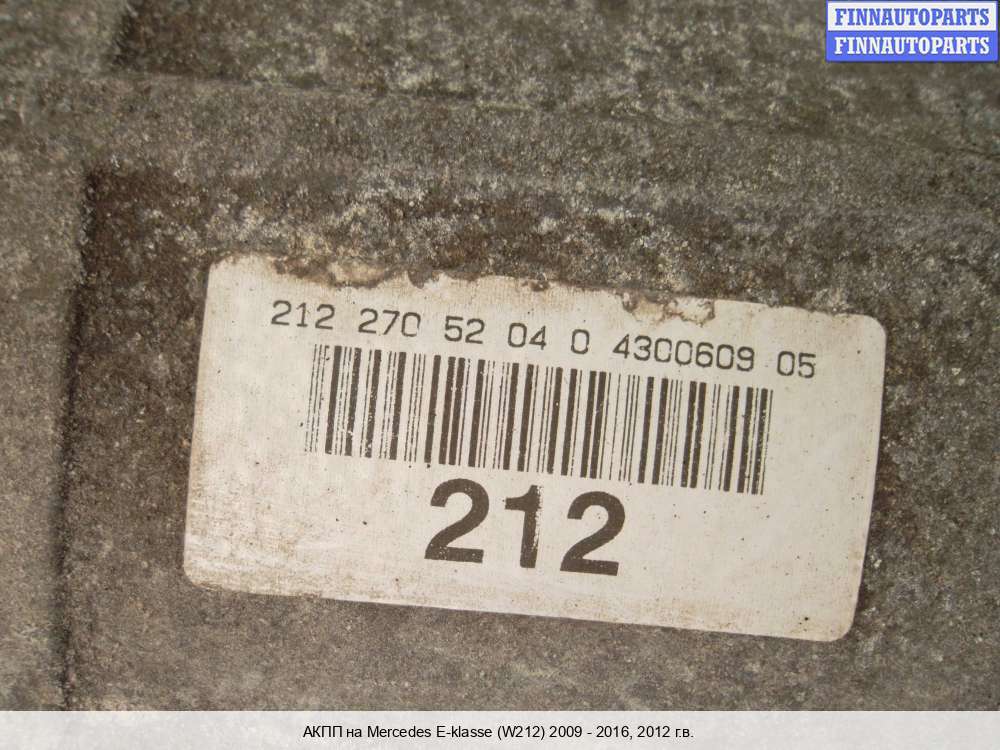 FINNAUTOPARTS
FINNAUTOPARTS
212 270 52 04 0 4300609 05
212
АКПП на Mercedes E-klasse (W212) 2009 - 2016, 2012 г.в.